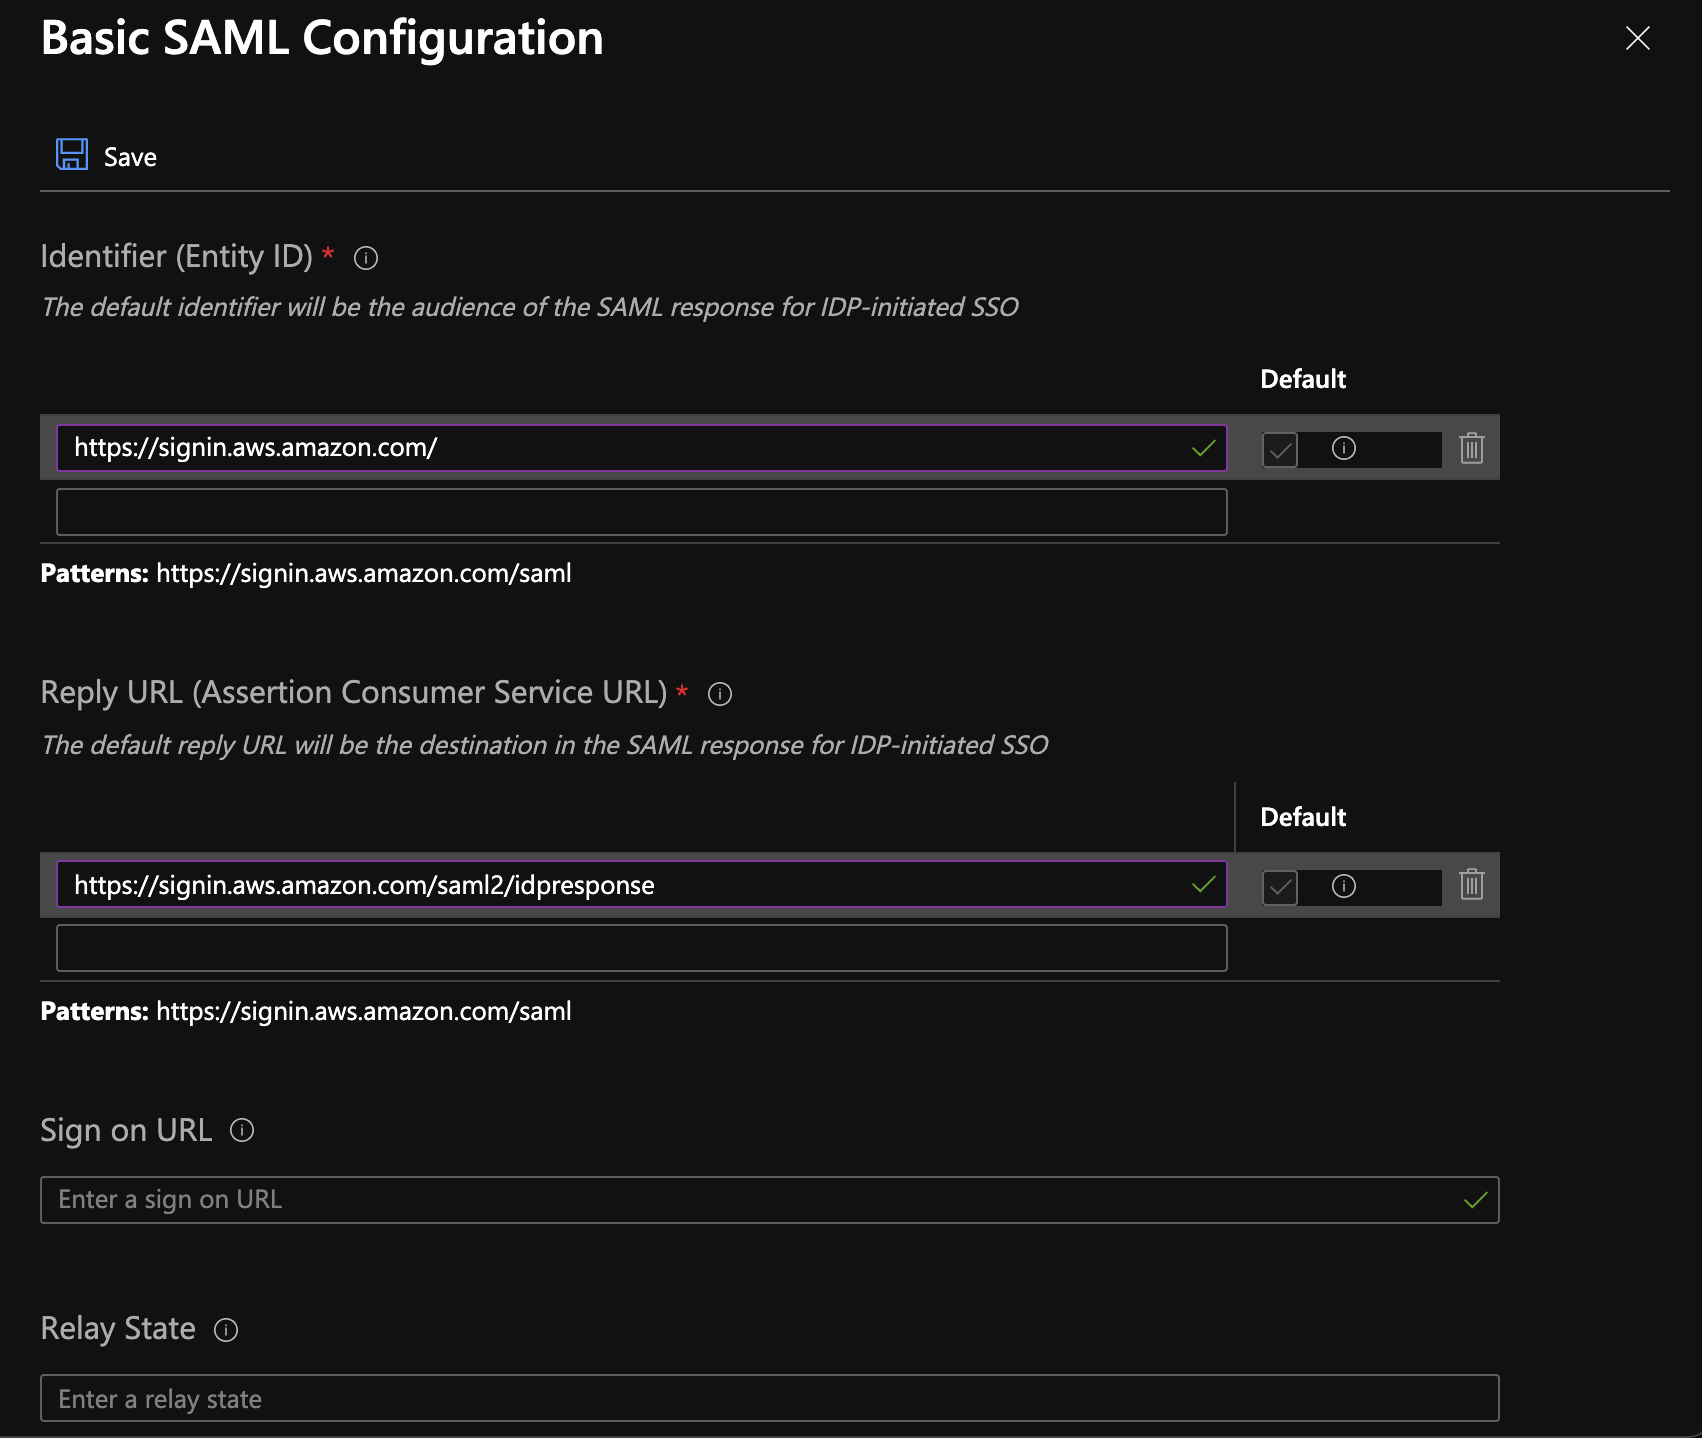 Basic SAML Configuration
Save
Identifier (Entity ID) *
The default identifier will be the audience of the SAML response for IDP-initiated SSO
Default
https://signin.aws.amazon.com/
Patterns: https://signin.aws.amazon.com/saml
Reply URL (Assertion Consumer Service URL) *
The default reply URL will be the destination in the SAML response for IDP-initiated SSO
Default
https://signin.aws.amazon.com/saml2/idpresponse
Patterns: https://signin.aws.amazon.com/saml
Sign on URL
Enter a sign on URL
Relay State
Enter a relay state